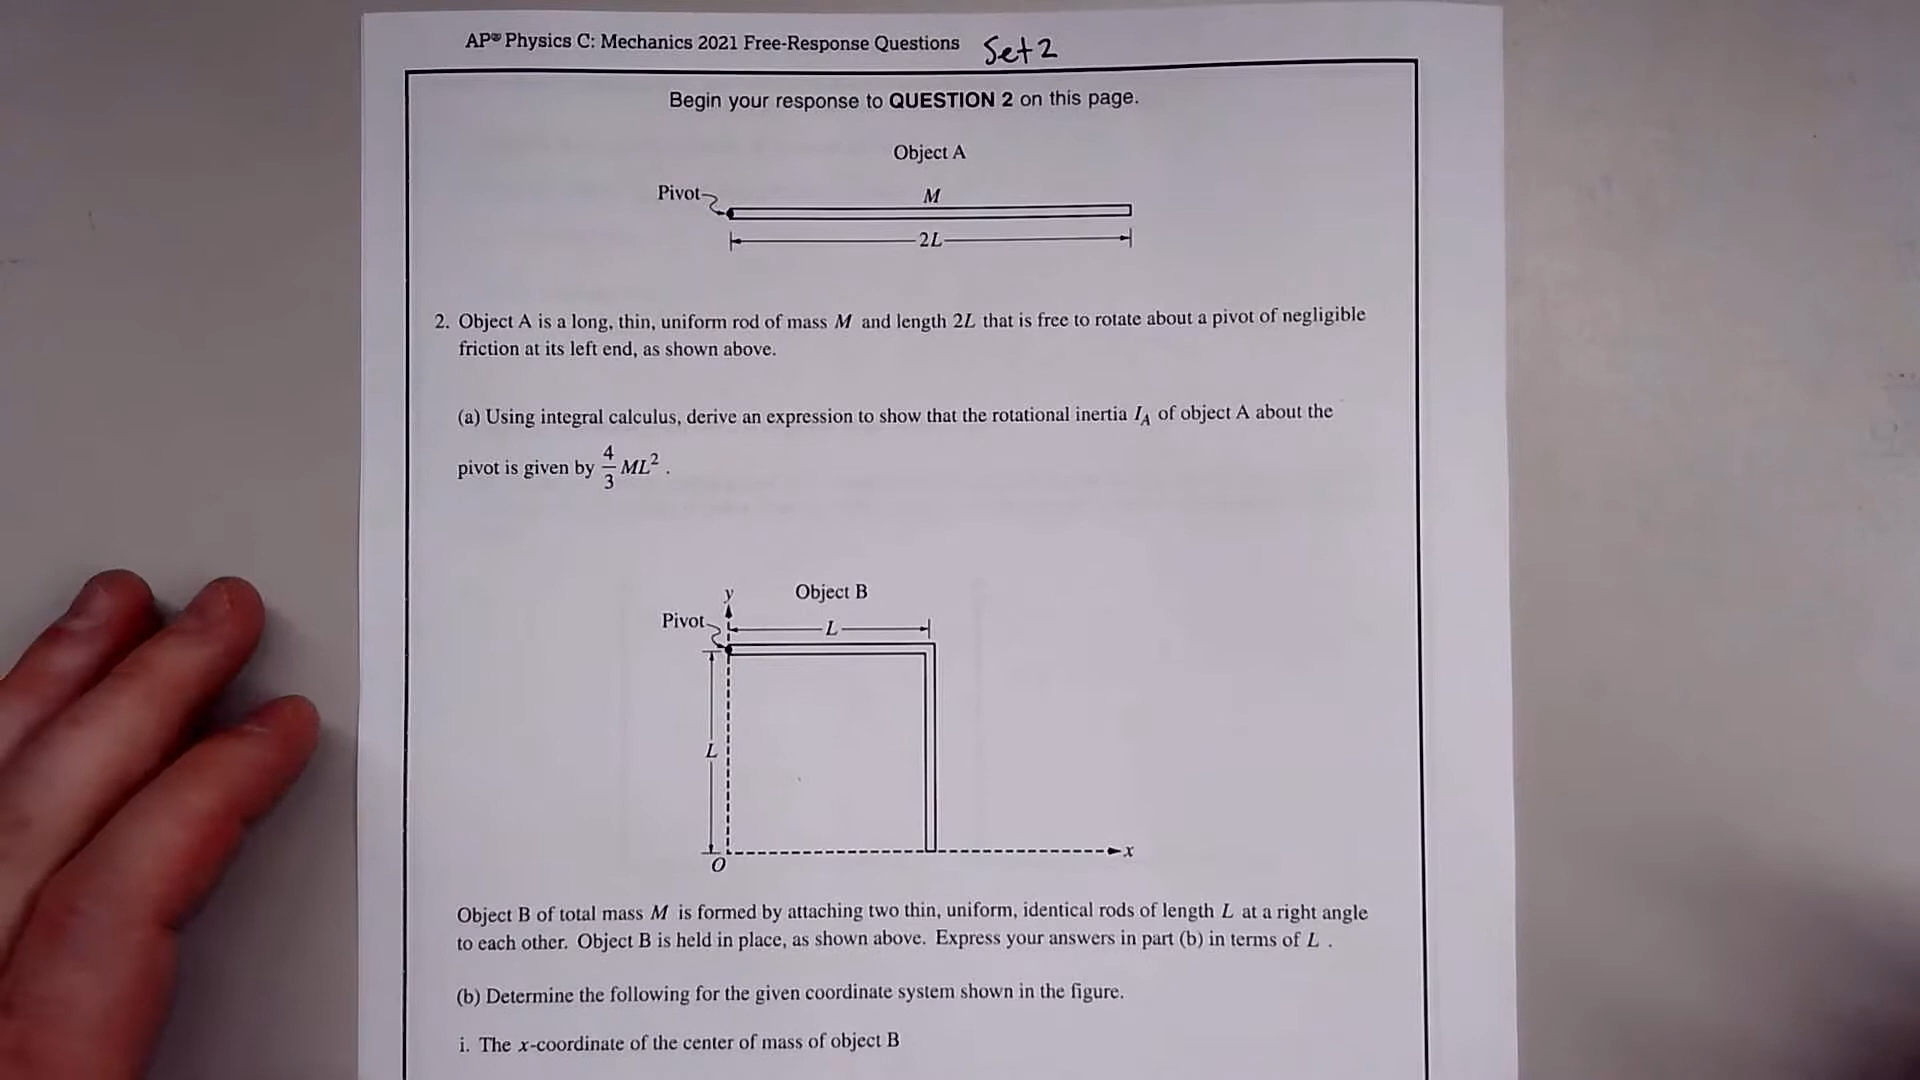 AP® Physics C: Mechanics 2021 Free-Response Questions Set 2
Begin your response to QUESTION 2 on this page.
Object A
Pivot
M
2L
2. Object A is a long, thin, uniform rod of mass M and length 2L that is free to rotate about a pivot of negligible
friction at its left end, as shown above.
(a) Using integral calculus, derive an expression to show that the rotational inertia I_A of object A about the
pivot is given by 4/3 ML².
y
Object B
Pivot
L
L
O
x
Object B of total mass M is formed by attaching two thin, uniform, identical rods of length L at a right angle
to each other. Object B is held in place, as shown above. Express your answers in part (b) in terms of L .
(b) Determine the following for the given coordinate system shown in the figure.
i. The x-coordinate of the center of mass of object B